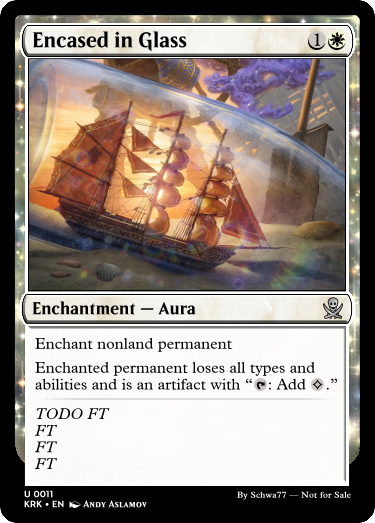 Encased in Glass 1
Enchantment — Aura
Enchant nonland permanent
Enchanted permanent loses all types and
abilities and is an artifact with “: Add .”
TODO FT
FT
FT
FT
U 0011
KRK • EN Andy Aslamov
By Schwa77 — Not for Sale